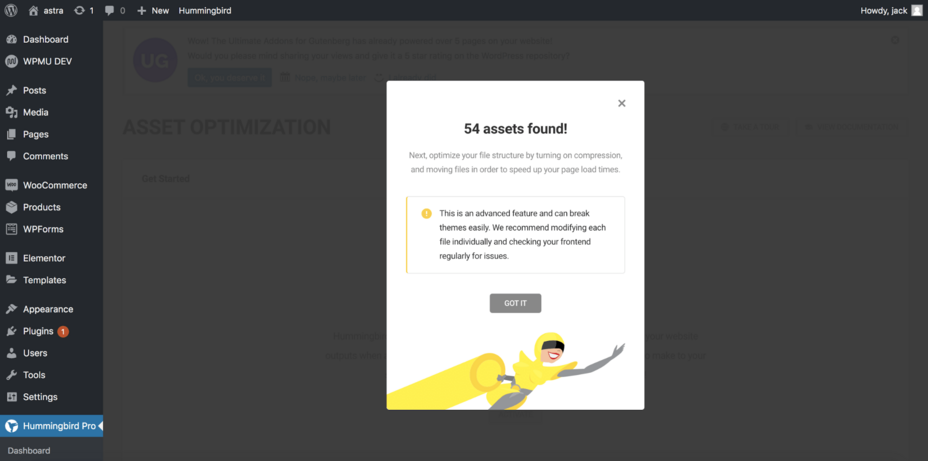 astra
1
0
New
Hummingbird
Howdy, jack
Dashboard
WPMU DEV
Posts
Media
Pages
Comments
WooCommerce
Products
WPForms
Elementor
Templates
Appearance
Plugins 1
Users
Tools
Settings
Hummingbird Pro
Dashboard
UG
ASSET OPTIMIZATION
Get Started
54 assets found!
Next, optimize your file structure by turning on compression,
and moving files in order to speed up your page load times.
This is an advanced feature and can break
themes easily. We recommend modifying each
file individually and checking your frontend
regularly for issues.
GOT IT